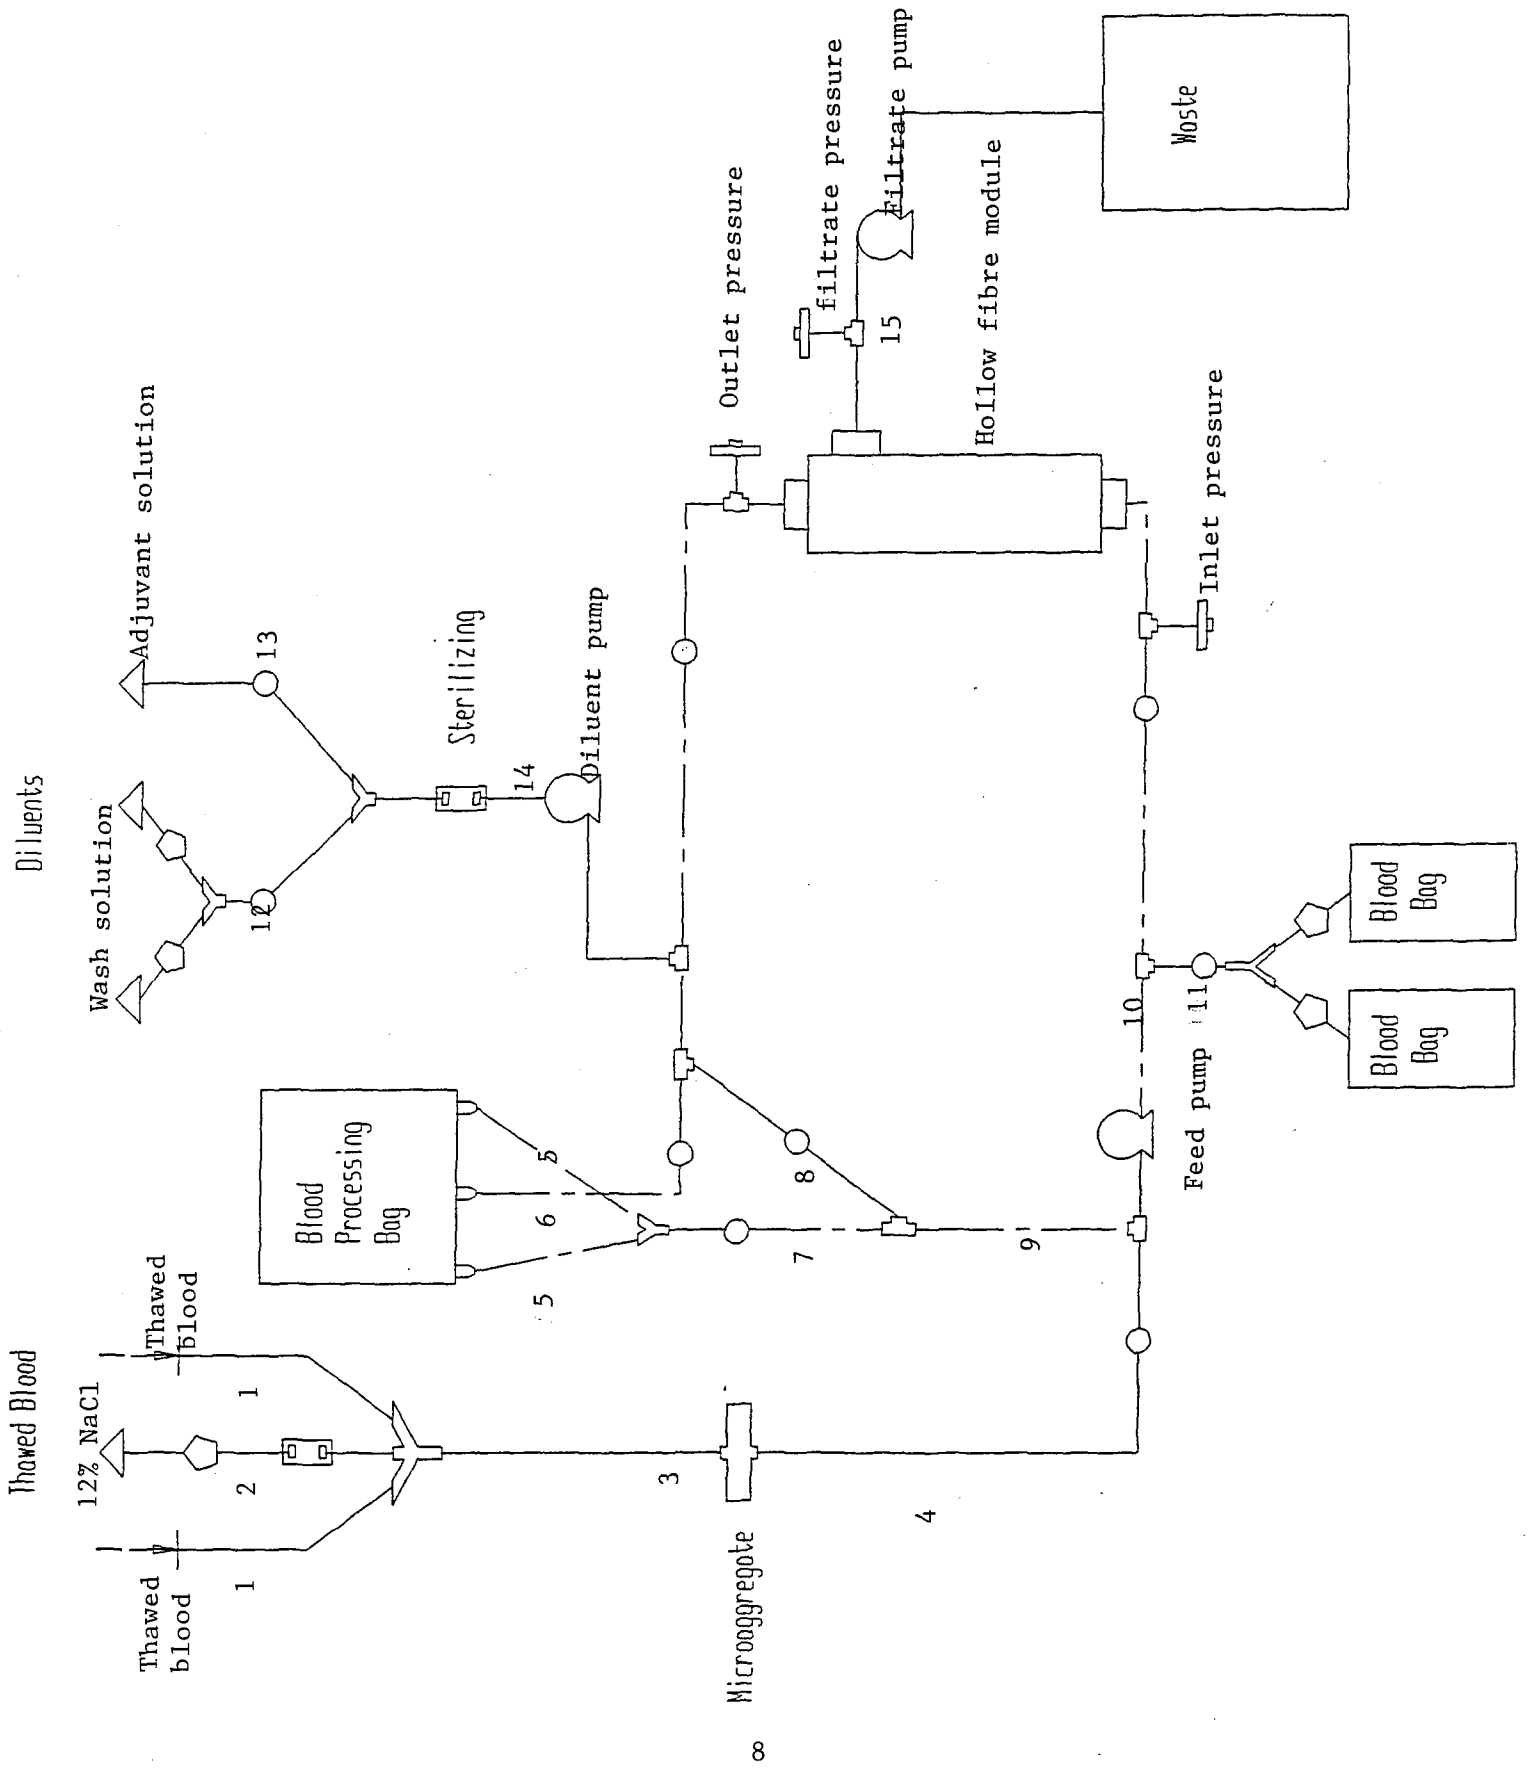 Thawed Blood
Diluents
Thawed
blood
12% NaCl
Thawed
blood
Wash solution
Adjuvant solution
1
2
1
12
13
Blood
Processing
Bag
Sterilizing
14
Diluent pump
5
6
5
Outlet pressure
filtrate pressure
Filtrate pump
15
3
Microaggregate
7
8
Hollow fibre module
4
9
10
Feed pump
11
Inlet pressure
Waste
Blood
Bag
Blood
Bag
8